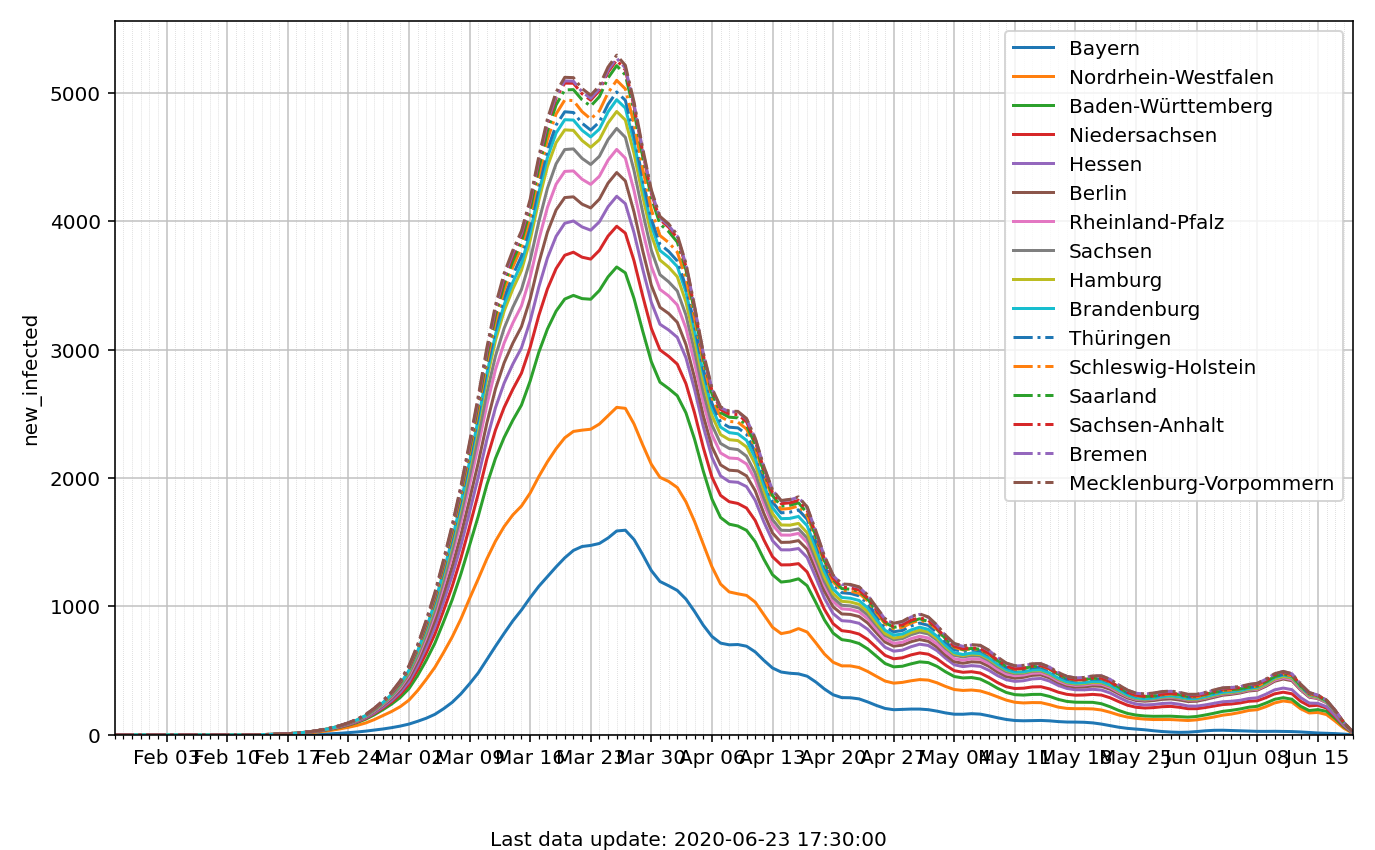 5000
4000
3000
2000
1000
0
new_infected
Bayern
Nordrhein-Westfalen
Baden-Württemberg
Niedersachsen
Hessen
Berlin
Rheinland-Pfalz
Sachsen
Hamburg
Brandenburg
Thüringen
Schleswig-Holstein
Saarland
Sachsen-Anhalt
Bremen
Mecklenburg-Vorpommern
Feb 03 Feb 10 Feb 17 Feb 24 Mar 02 Mar 09 Mar 16 Mar 23 Mar 30 Apr 06 Apr 13 Apr 20 Apr 27 May 04 May 11 May 18 May 25 Jun 01 Jun 08 Jun 15
Last data update: 2020-06-23 17:30:00